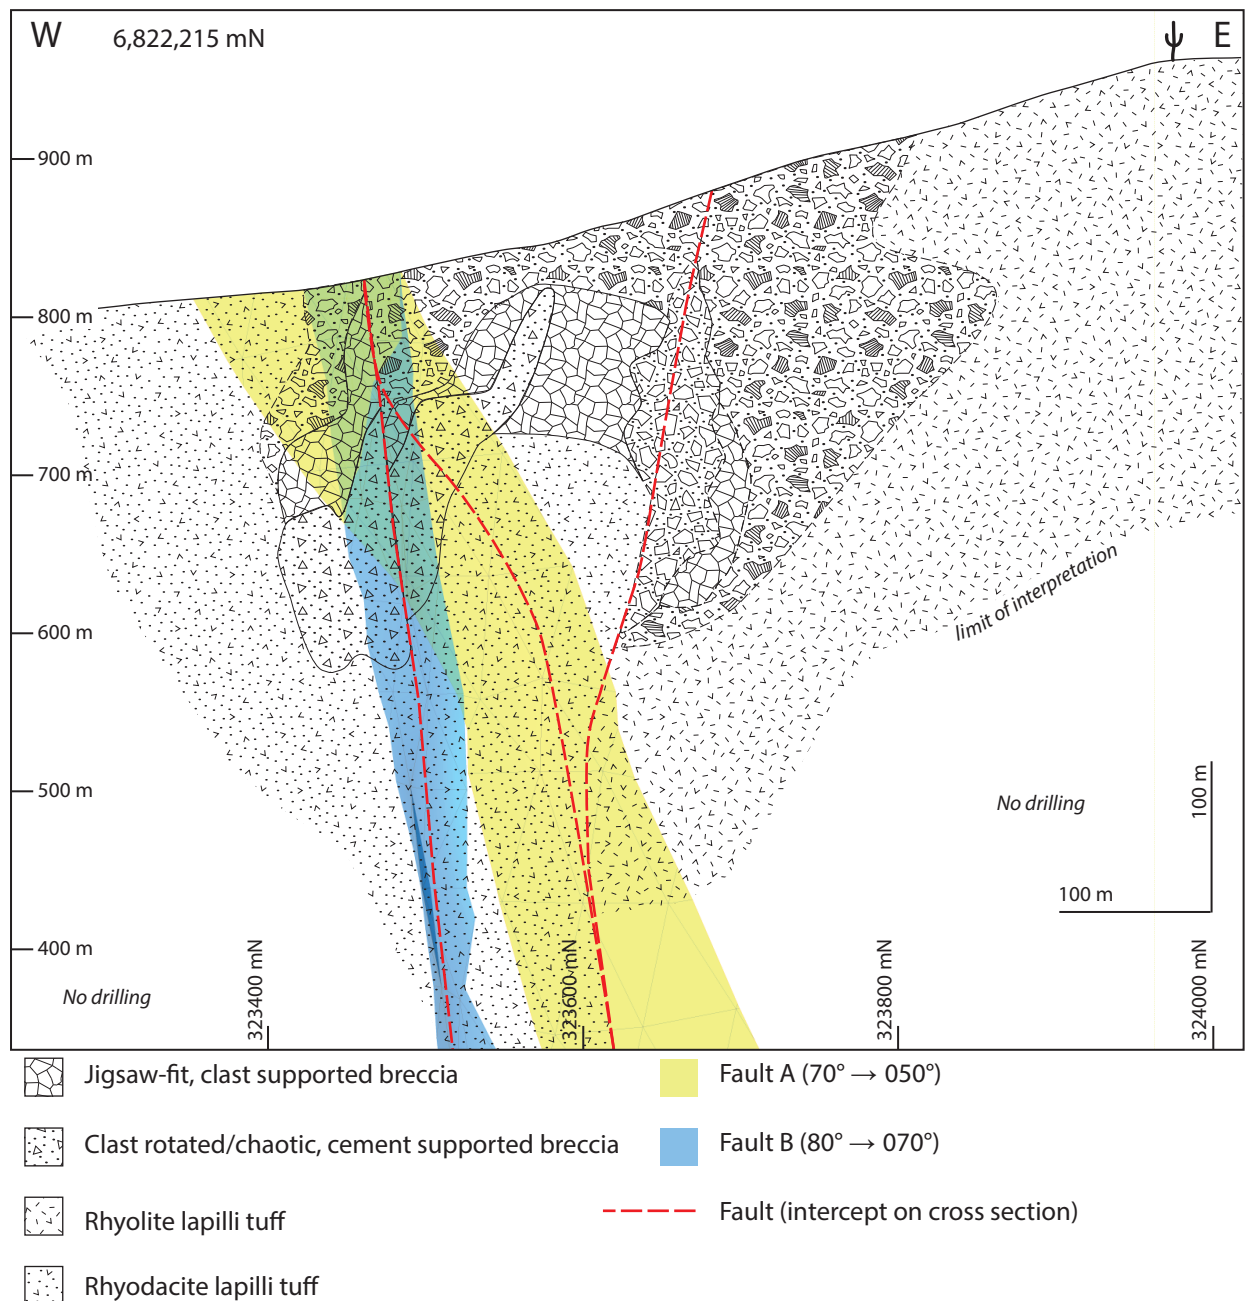 W 6,822,215 mN E
900 m
800 m
700 m
600 m
500 m
400 m
limit of interpretation
No drilling
100 m
100 m
No drilling
323400 mN
323600 mN
323800 mN
324000 mN
Jigsaw-fit, clast supported breccia
Clast rotated/chaotic, cement supported breccia
Rhyolite lapilli tuff
Rhyodacite lapilli tuff
Fault A (70° → 050°)
Fault B (80° → 070°)
Fault (intercept on cross section)